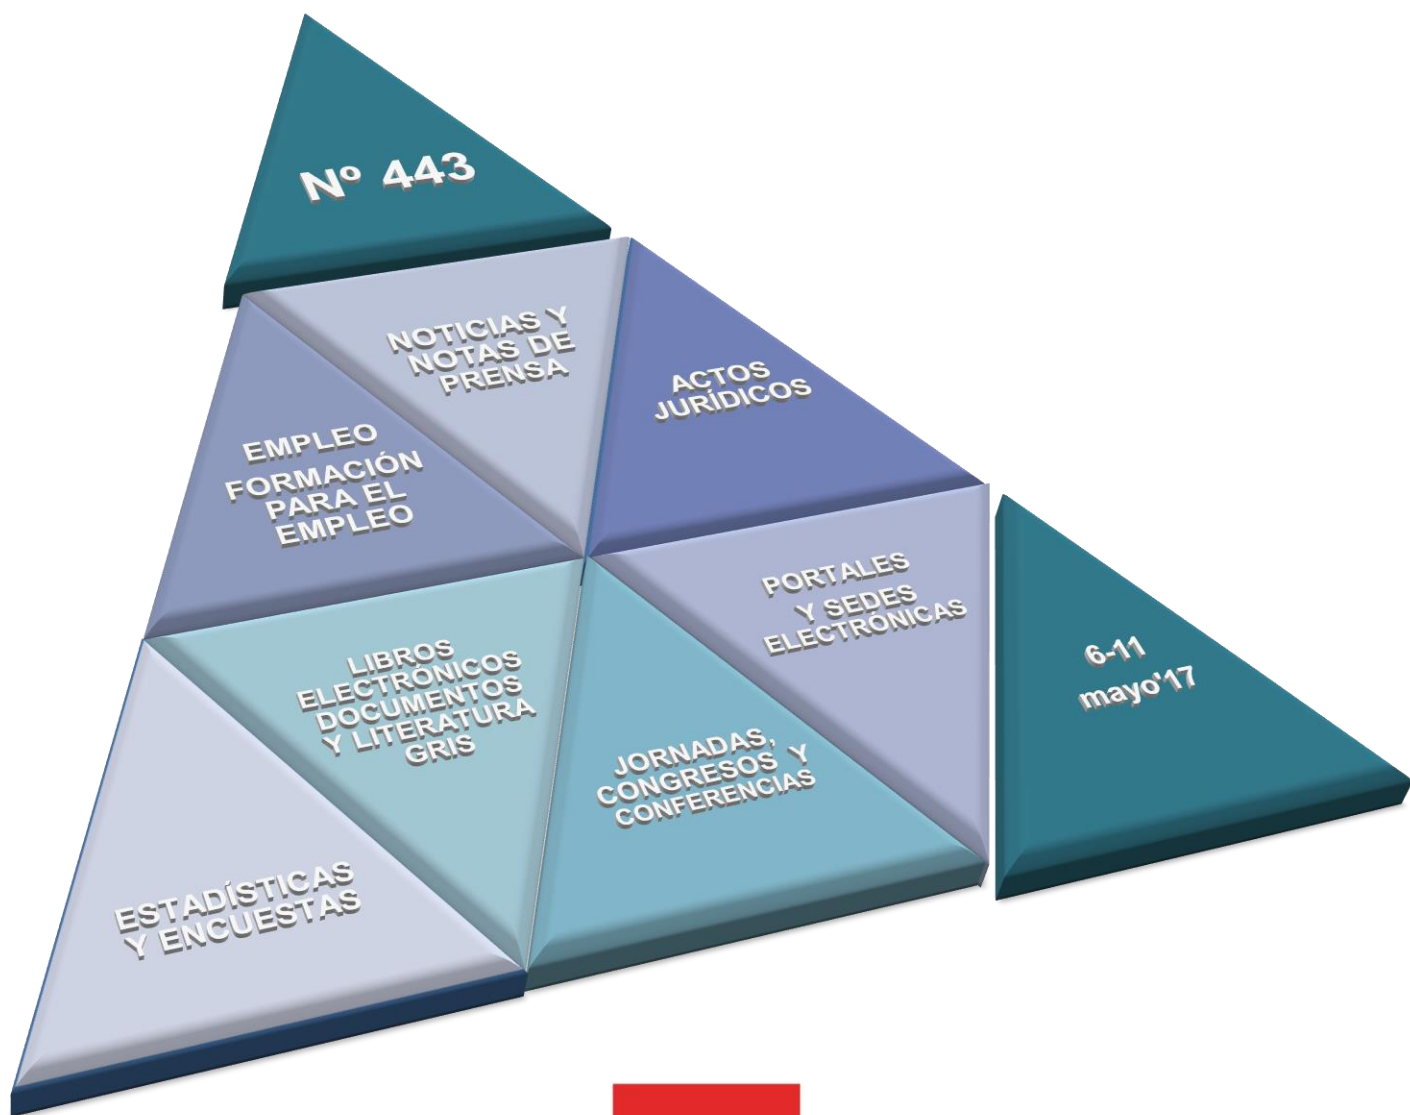 Nº 443
NOTICIAS Y
NOTAS DE
PRENSA
ACTOS
JURÍDICOS
EMPLEO
FORMACIÓN
PARA EL
EMPLEO
PORTALES
Y SEDES
ELECTRÓNICAS
LIBROS
ELECTRÓNICOS
DOCUMENTOS
Y LITERATURA
GRIS
JORNADAS,
CONGRESOS Y
CONFERENCIAS
6-11
mayo'17
ESTADÍSTICAS
Y ENCUESTAS